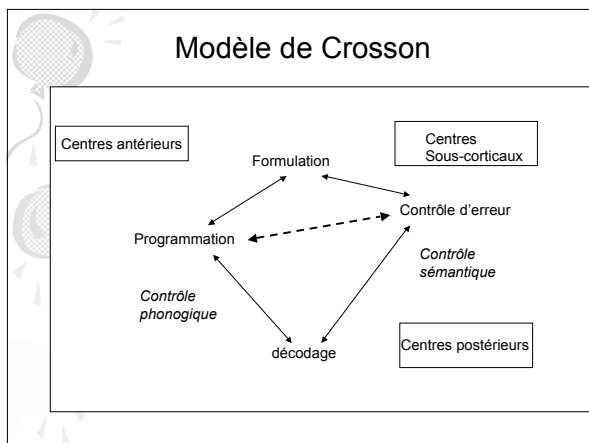 Modèle de Crosson
Centres antérieurs
Centres
Sous-corticaux
Formulation
Contrôle d'erreur
Programmation
Contrôle
sémantique
Contrôle
phonogique
décodage
Centres postérieurs